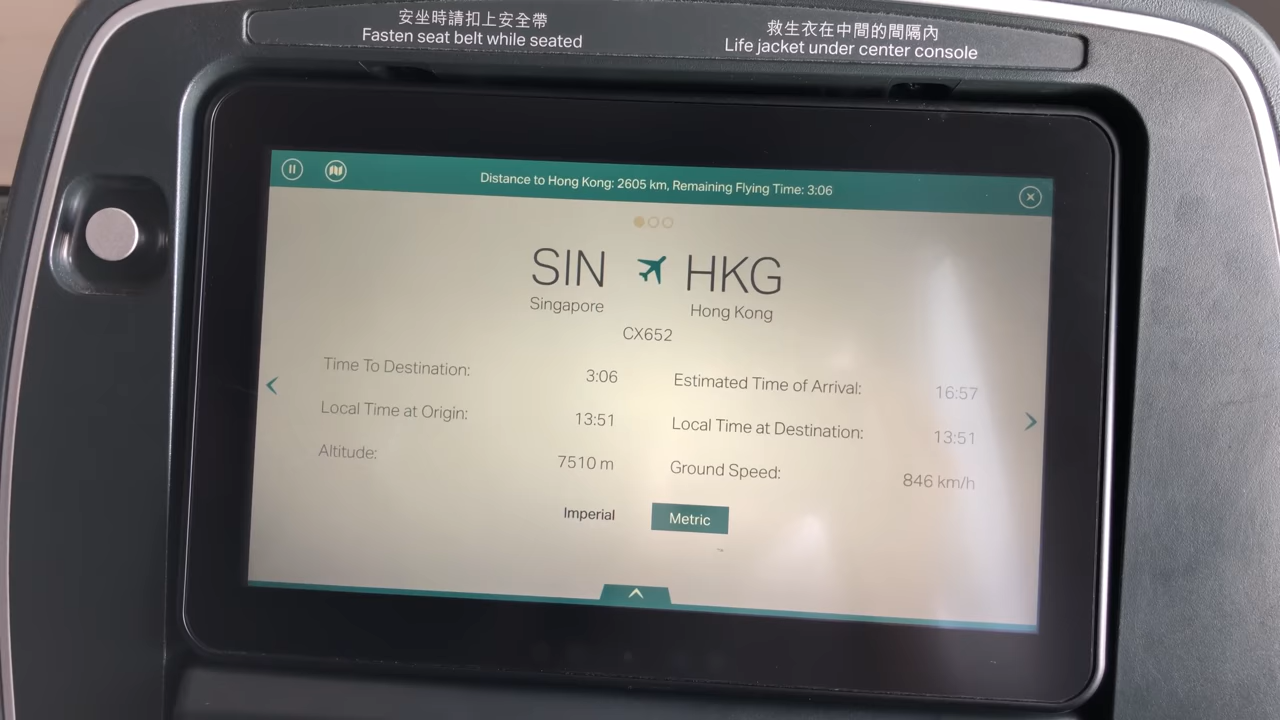 安坐時請扣上安全帶
Fasten seat belt while seated
救生衣在中間的間隔內
Life jacket under center console
Distance to Hong Kong: 2605 km, Remaining Flying Time: 3:06
SIN HKG
Singapore Hong Kong
CX652
Time To Destination: 3:06 Estimated Time of Arrival: 16:57
Local Time at Origin: 13:51 Local Time at Destination: 13:51
Altitude: 7510 m Ground Speed: 846 km/h
Imperial Metric